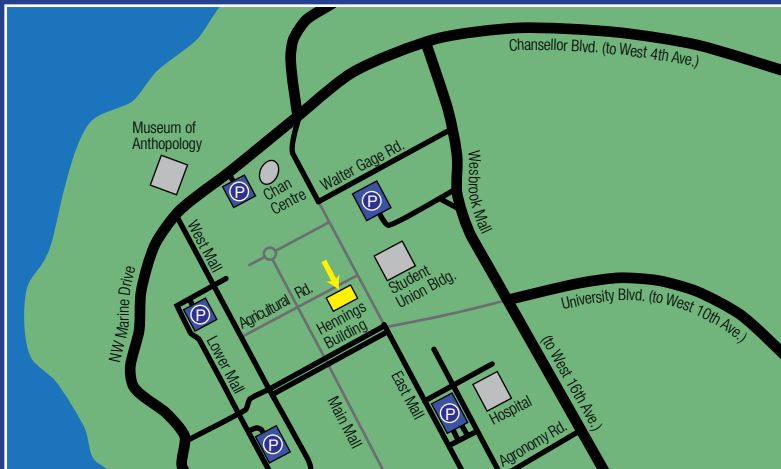 Chansellor Blvd. (to West 4th Ave.)
Museum of
Anthopology
Walter Gage Rd.
P
Chan
Centre
P
Wesbrook Mall
West Mall
Student
Union Bldg.
NW Marine Drive
Agricultural Rd.
Hennings
Building
University Blvd. (to West 10th Ave.)
P
Lower Mall
(to West 16th Ave.)
East Mall
Main Mall
Hospital
P
Agronomy Rd.
P